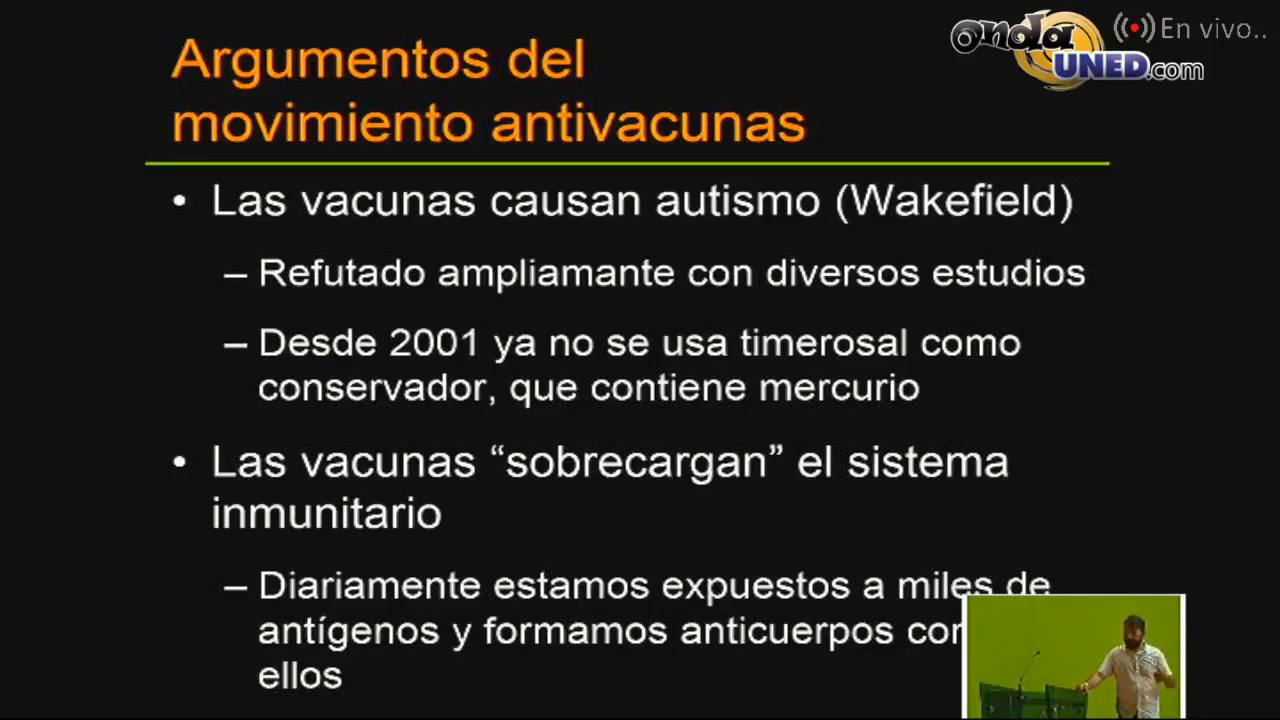 Argumentos del
movimiento antivacunas
onda
UNED.com
En vivo..
• Las vacunas causan autismo (Wakefield)
– Refutado ampliamante con diversos estudios
– Desde 2001 ya no se usa timerosal como
conservador, que contiene mercurio
• Las vacunas “sobrecargan” el sistema
inmunitario
– Diariamente estamos expuestos a miles de
antígenos y formamos anticuerpos
ellos